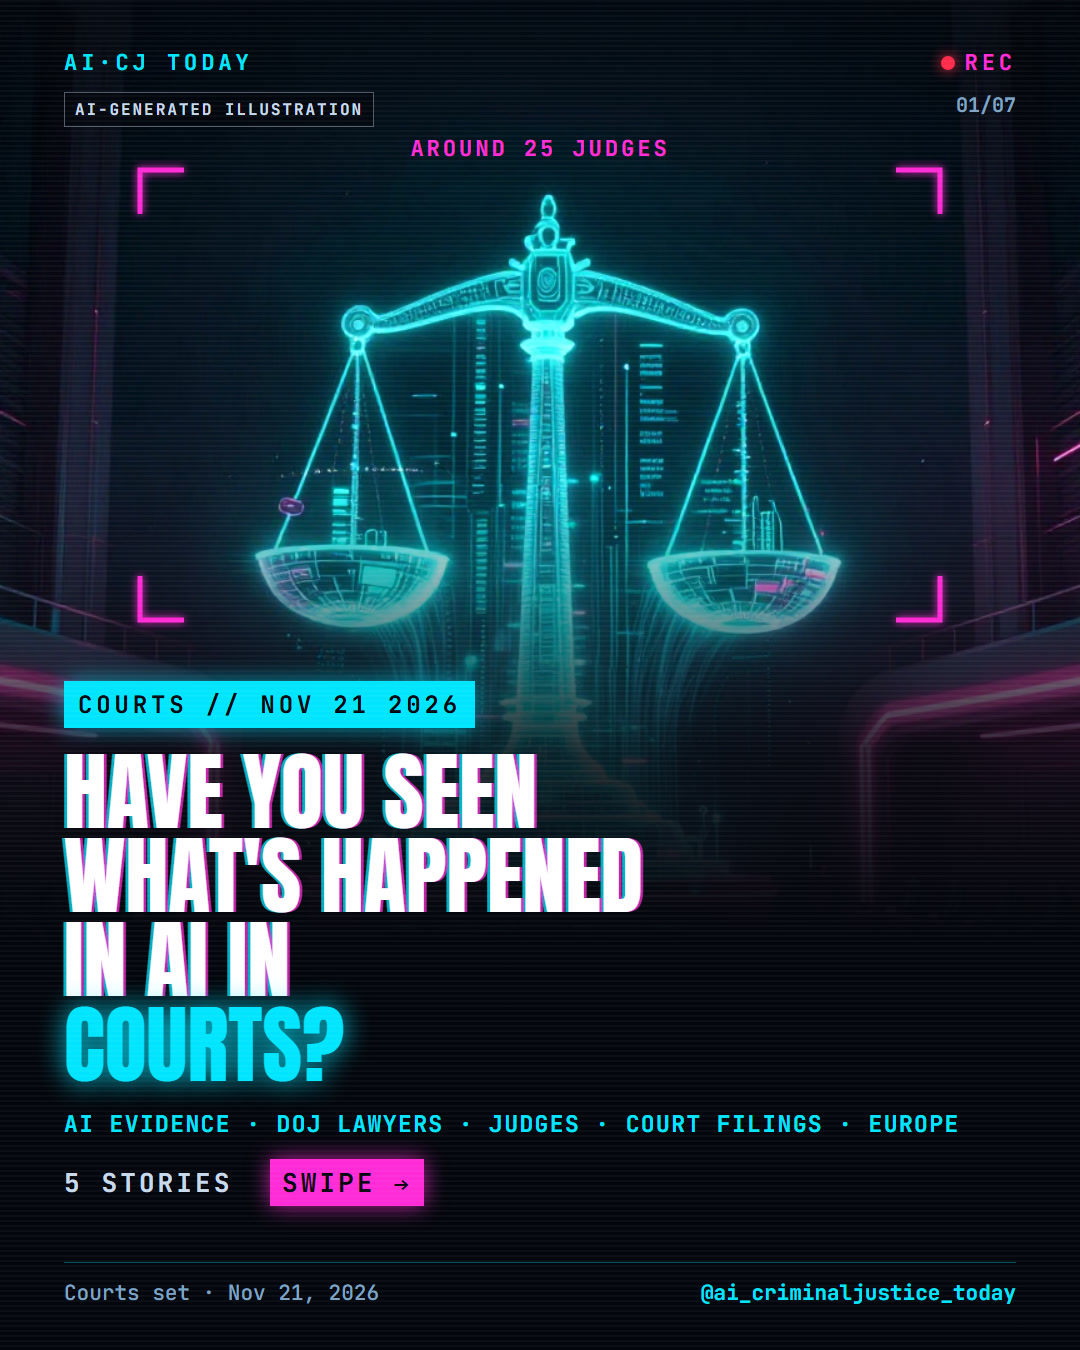 AI·CJ TODAY
REC
AI-GENERATED ILLUSTRATION
01/07
AROUND 25 JUDGES
COURTS // NOV 21 2026
HAVE YOU SEEN
WHAT'S HAPPENED
IN AI IN
COURTS?
AI EVIDENCE · DOJ LAWYERS · JUDGES · COURT FILINGS · EUROPE
5 STORIES
SWIPE →
Courts set · Nov 21, 2026
@ai_criminaljustice_today